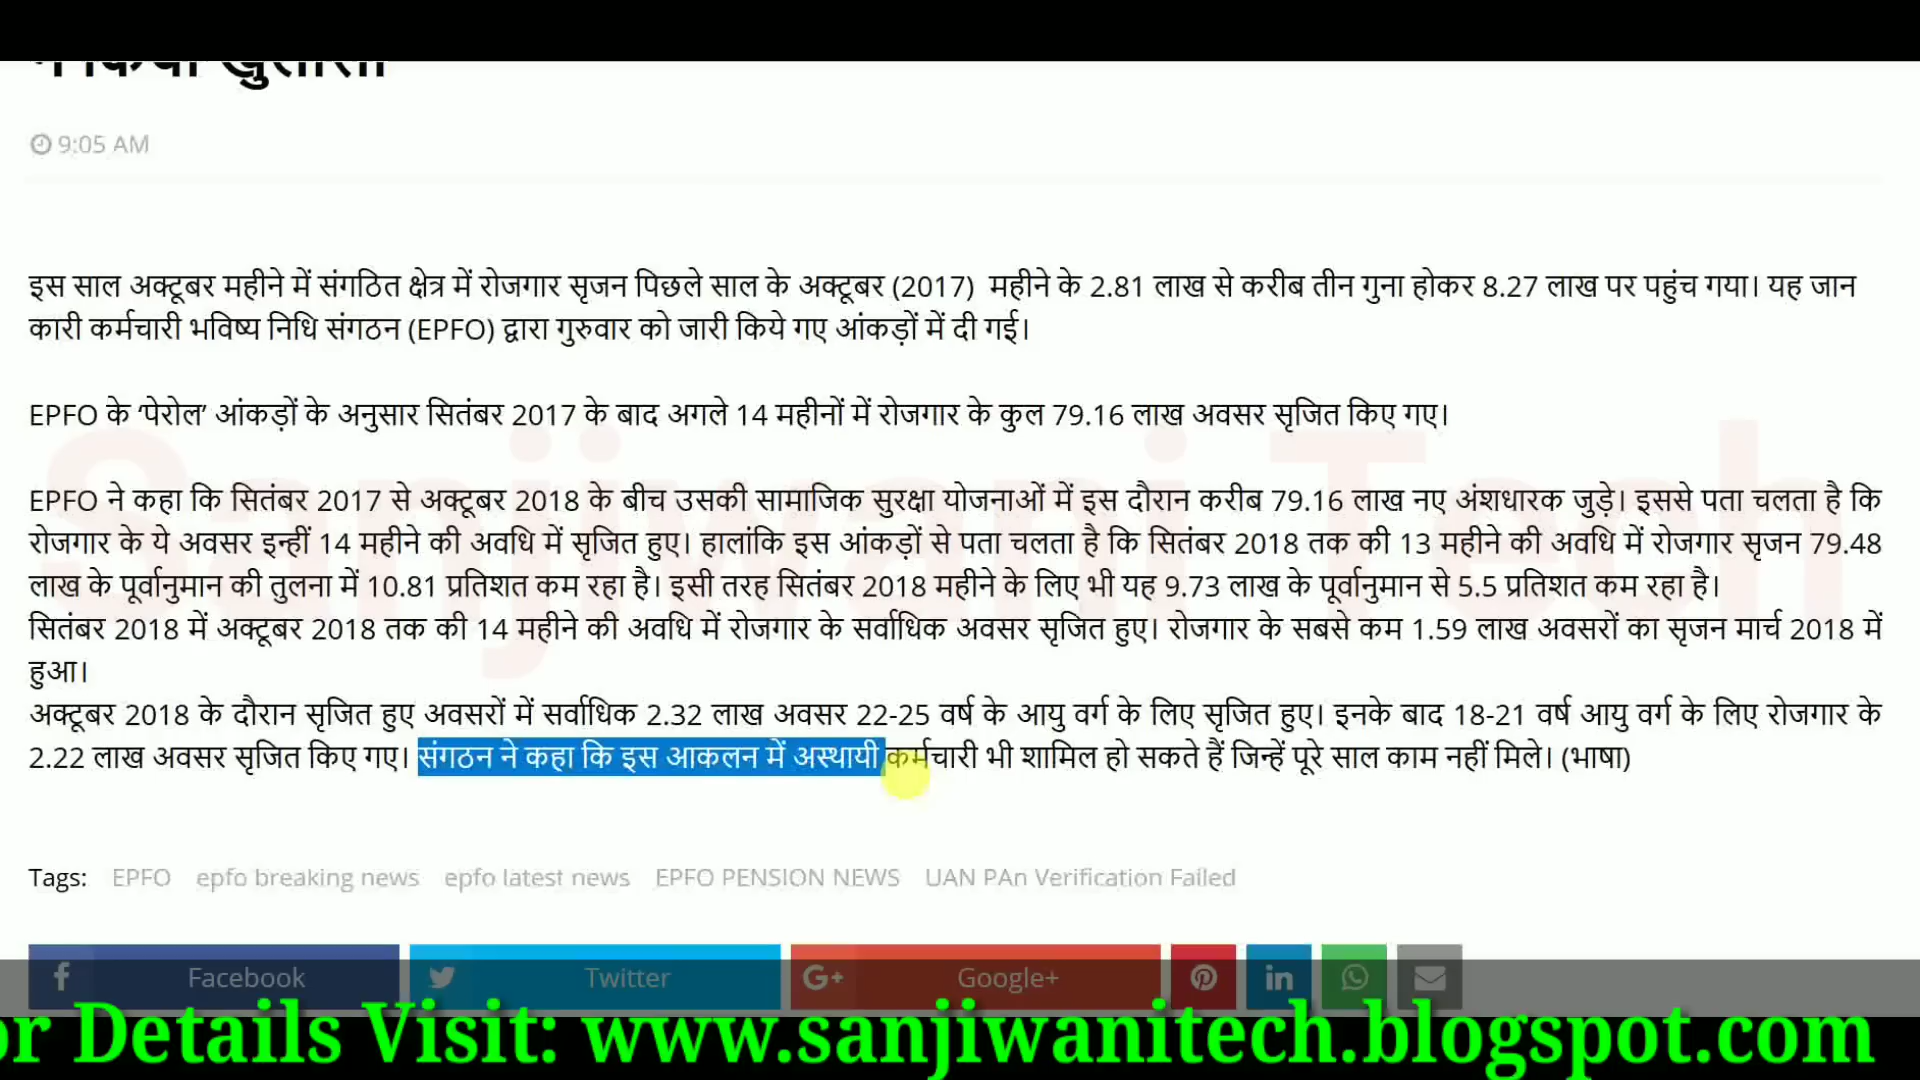 खुलासा
9:05 AM
इस साल अक्टूबर महीने में संगठित क्षेत्र में रोजगार सृजन पिछले साल के अक्टूबर (2017) महीने के 2.81 लाख से करीब तीन गुना होकर 8.27 लाख पर पहुंच गया। यह जान
कारी कर्मचारी भविष्य निधि संगठन (EPFO) द्वारा गुरुवार को जारी किये गए आंकड़ों में दी गई।
EPFO के ‘पेरोल’ आंकड़ों के अनुसार सितंबर 2017 के बाद अगले 14 महीनों में रोजगार के कुल 79.16 लाख अवसर सृजित किए गए।
EPFO ने कहा कि सितंबर 2017 से अक्टूबर 2018 के बीच उसकी सामाजिक सुरक्षा योजनाओं में इस दौरान करीब 79.16 लाख नए अंशधारक जुड़े। इससे पता चलता है कि
रोजगार के ये अवसर इन्हीं 14 महीने की अवधि में सृजित हुए। हालांकि इस आंकड़ों से पता चलता है कि सितंबर 2018 तक की 13 महीने की अवधि में रोजगार सृजन 79.48
लाख के पूर्वानुमान की तुलना में 10.81 प्रतिशत कम रहा है। इसी तरह सितंबर 2018 महीने के लिए भी यह 9.73 लाख के पूर्वानुमान से 5.5 प्रतिशत कम रहा है।
सितंबर 2018 में अक्टूबर 2018 तक की 14 महीने की अवधि में रोजगार के सर्वाधिक अवसर सृजित हुए। रोजगार के सबसे कम 1.59 लाख अवसरों का सृजन मार्च 2018 में
हुआ।
अक्टूबर 2018 के दौरान सृजित हुए अवसरों में सर्वाधिक 2.32 लाख अवसर 22-25 वर्ष के आयु वर्ग के लिए सृजित हुए। इनके बाद 18-21 वर्ष आयु वर्ग के लिए रोजगार के
2.22 लाख अवसर सृजित किए गए। संगठन ने कहा कि इस आकलन में अस्थायी कर्मचारी भी शामिल हो सकते हैं जिन्हें पूरे साल काम नहीं मिले। (भाषा)
Sanjiwani Tech
Tags: EPFO epfo breaking news epfo latest news EPFO PENSION NEWS UAN PAn Verification Failed
Facebook Twitter G+ Google+ in
or Details Visit: www.sanjiwanitech.blogspot.com